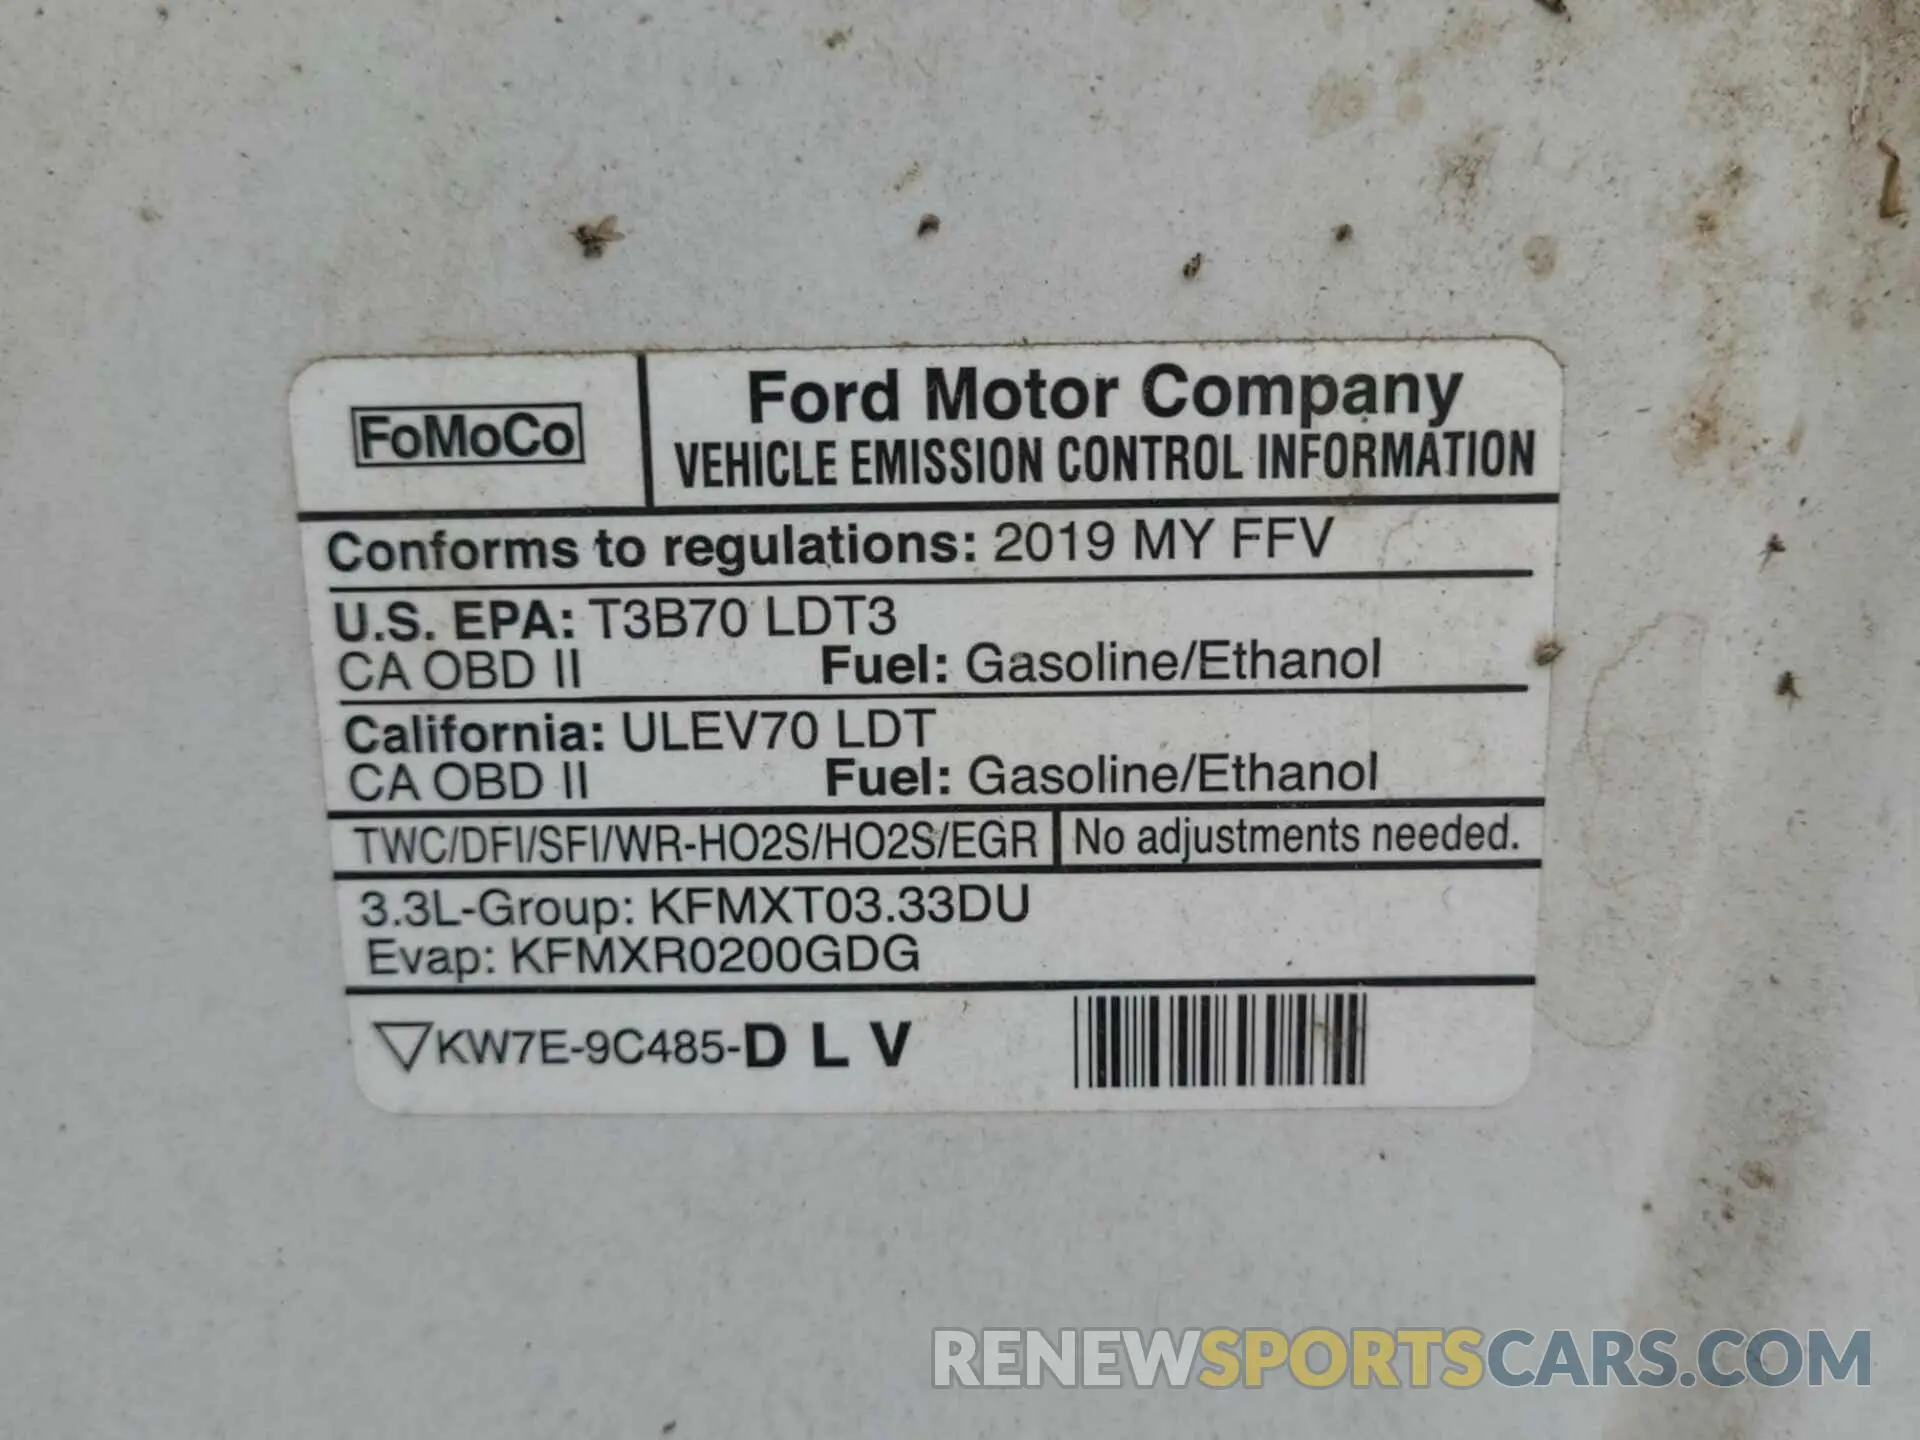 FoMoCo
Ford Motor Company
VEHICLE EMISSION CONTROL INFORMATION
Conforms to regulations: 2019 MY FFV
U.S. EPA: T3B70 LDT3
CA OBD II Fuel: Gasoline/Ethanol
California: ULEV70 LDT
CA OBD II Fuel: Gasoline/Ethanol
TWC/DFI/SFI/WR-HO2S/HO2S/EGR No adjustments needed.
3.3L-Group: KFMXT03.33DU
Evap: KFMXR0200GDG
▽KW7E-9C485-D L V
RENEWSPORTSCARS.COM